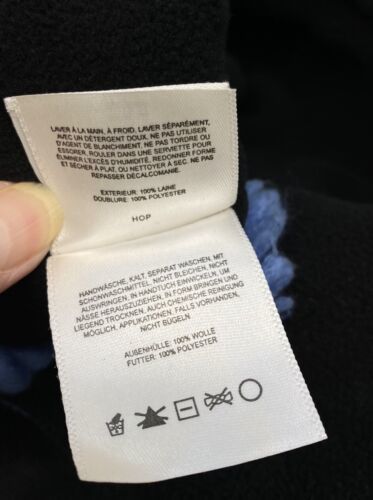 LAVER À LA MAIN, À FROID, LAVER SÉPARÉMENT,
AVEC UN DÉTERGENT DOUX. NE PAS UTILISER
D'AGENT DE BLANCHIMENT, NE PAS TORDRE OU
ESSORER. ROULER DANS UNE SERVIETTE POUR
ÉLIMINER L'EXCÈS D'HUMIDITÉ, REDONNER FORME
ET SÉCHER À PLAT, OU NETTOYER À SEC. NE PAS
REPASSER DÉCALCOMANIE.
EXTERIEUR: 100% LAINE
DOUBLURE: 100% POLYESTER
HOP
HANDWÄSCHE, KALT, SEPARAT WASCHEN, MIT
SCHONWASCHMITTEL. NICHT BLEICHEN, NICHT
AUSWRINGEN, IN HANDTUCH EINWICKELN, UM
NÄSSE HERAUSZUZIEHEN, IN FORM BRINGEN UND
LIEGEND TROCKNEN, AUCH CHEMISCHE REINIGUNG
MÖGLICH. APPLIKATIONEN, FALLS VORHANDEN,
NICHT BÜGELN
AUßENHÜLLE: 100% WOLLE
FUTTER: 100% POLYESTER